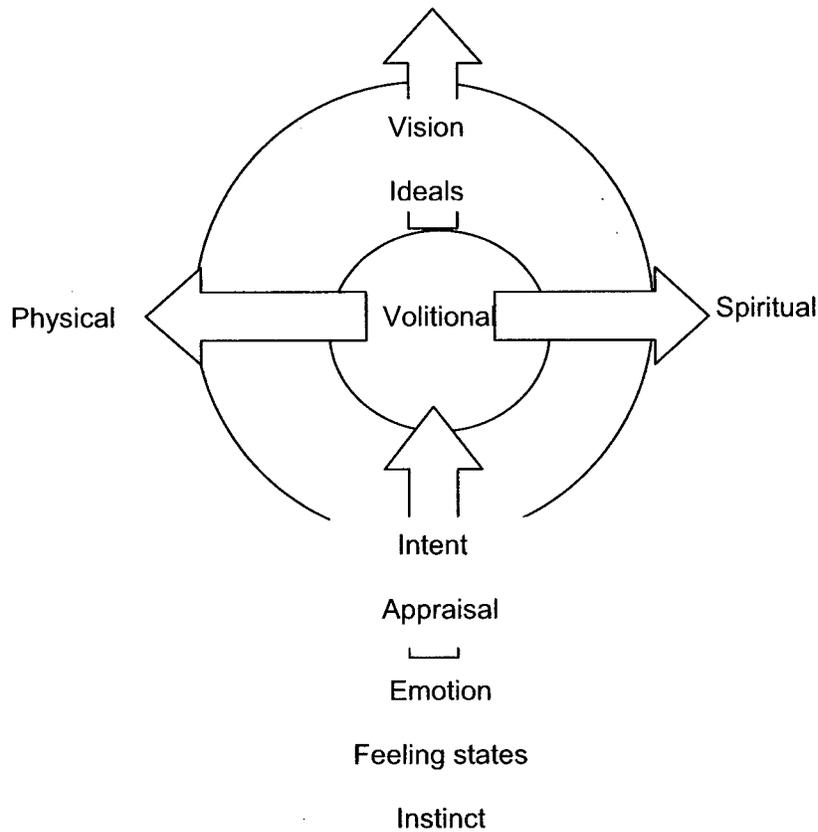 Vision
Ideals
Physical
Volitional
Spiritual
Intent
Appraisal
Emotion
Feeling states
Instinct